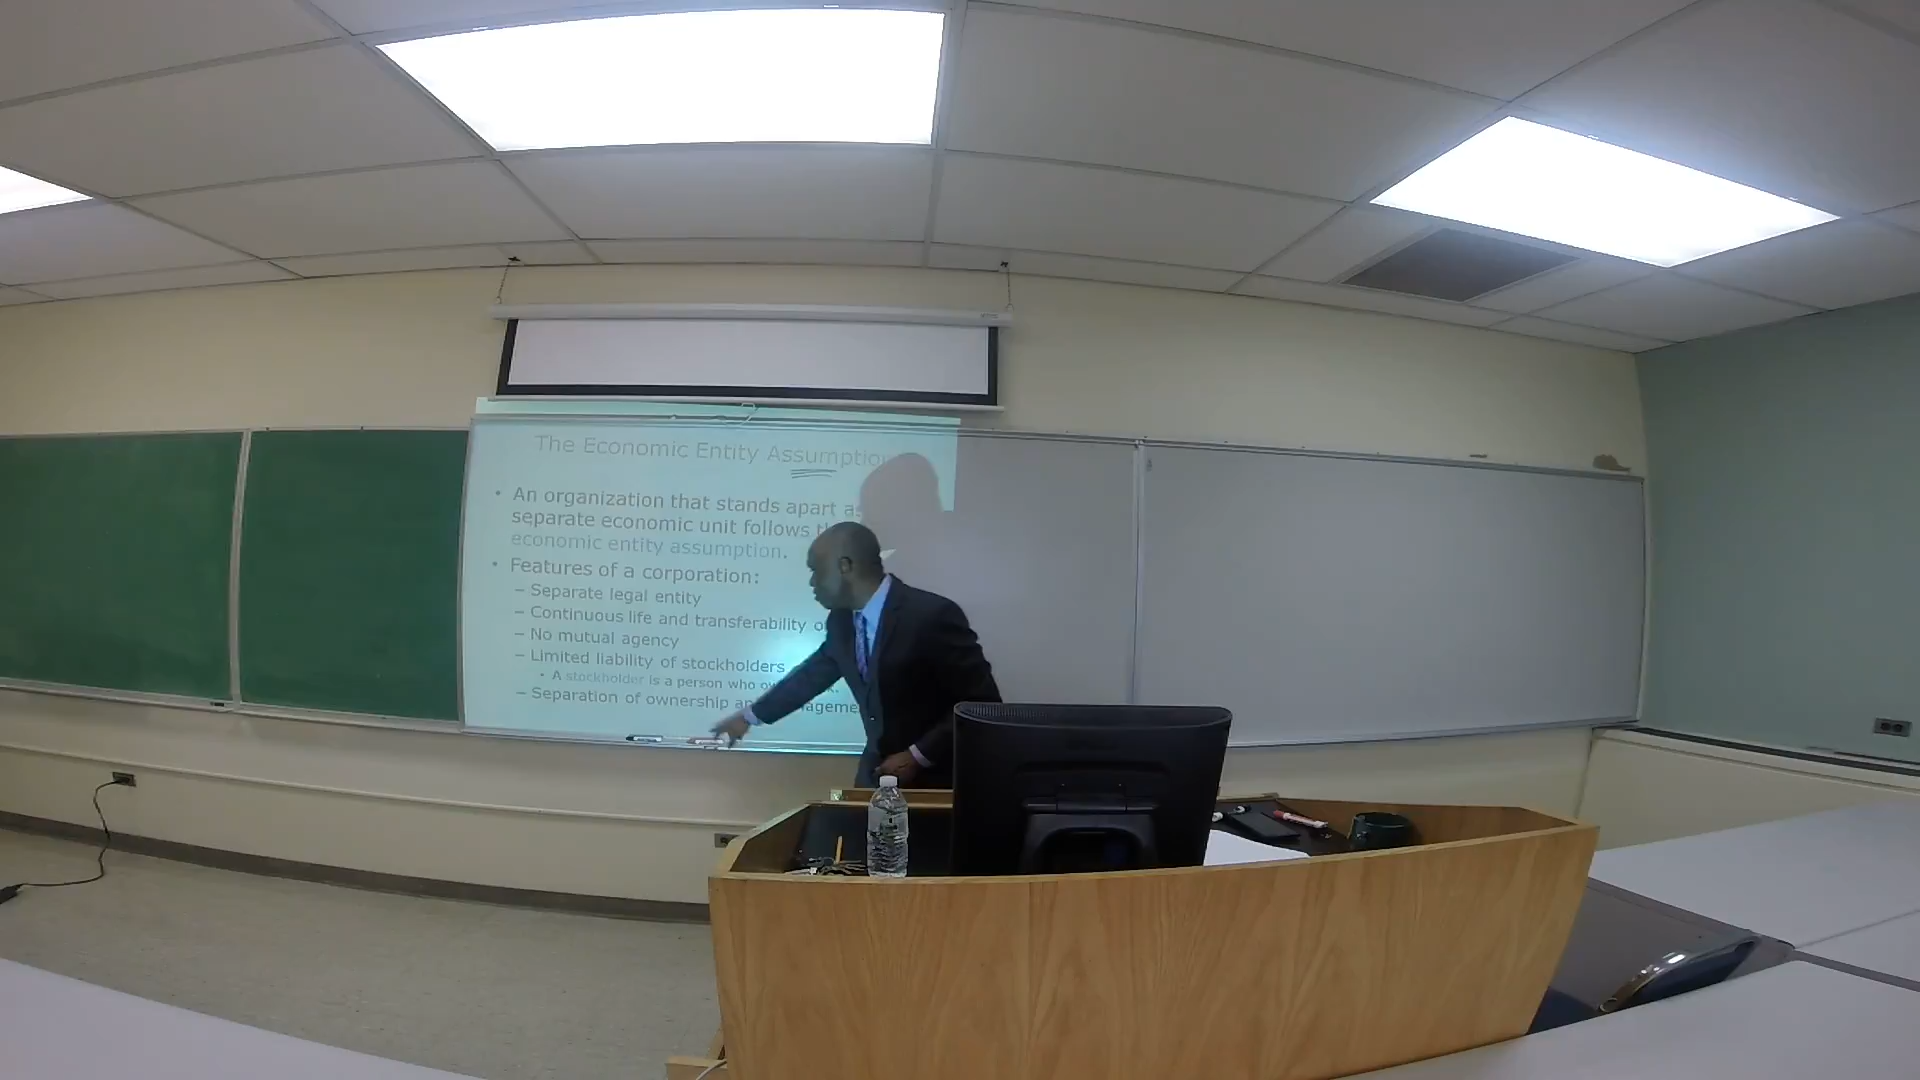 The Economic Entity Assumption
• An organization that stands apart as
separate economic unit follows
economic entity assumption.
• Features of a corporation:
– Separate legal entity
– Continuous life and transferability
– No mutual agency
– Limited liability of stockholders
• A stockholder is a person who
– Separation of ownership